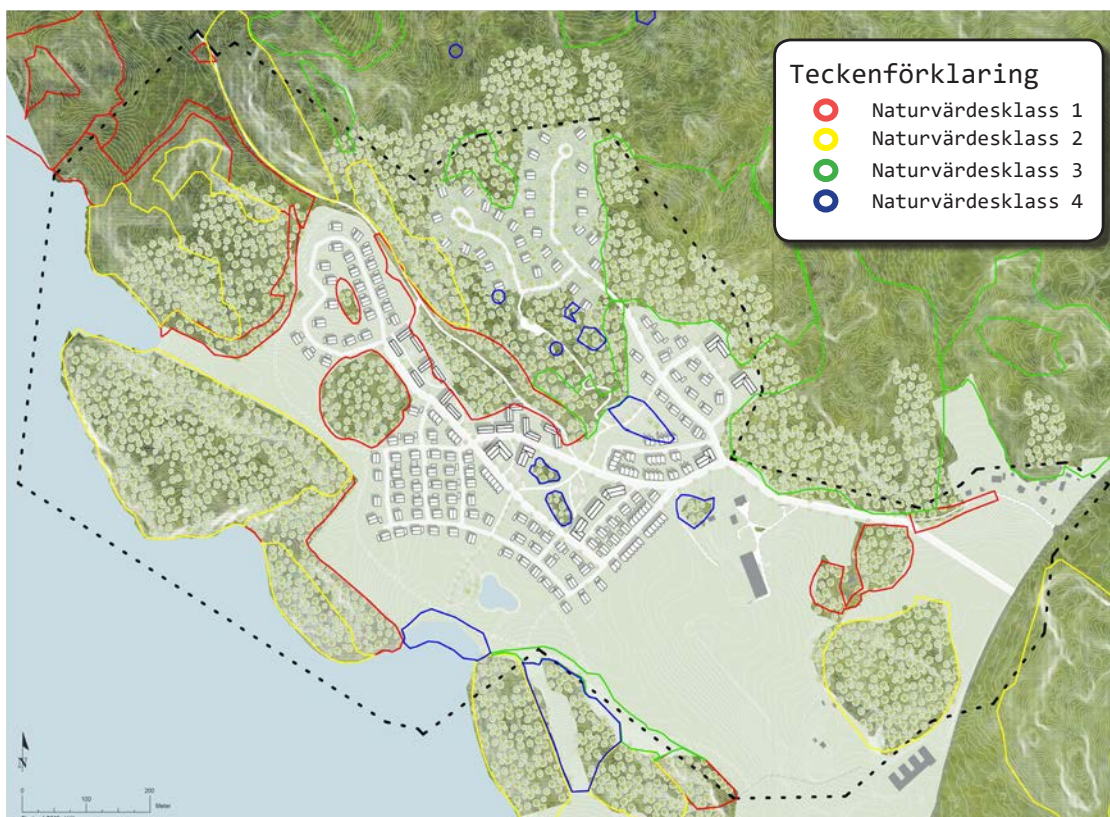 Teckenförklaring
Naturvärdesklass 1
Naturvärdesklass 2
Naturvärdesklass 3
Naturvärdesklass 4
N
0 100 200
Meter